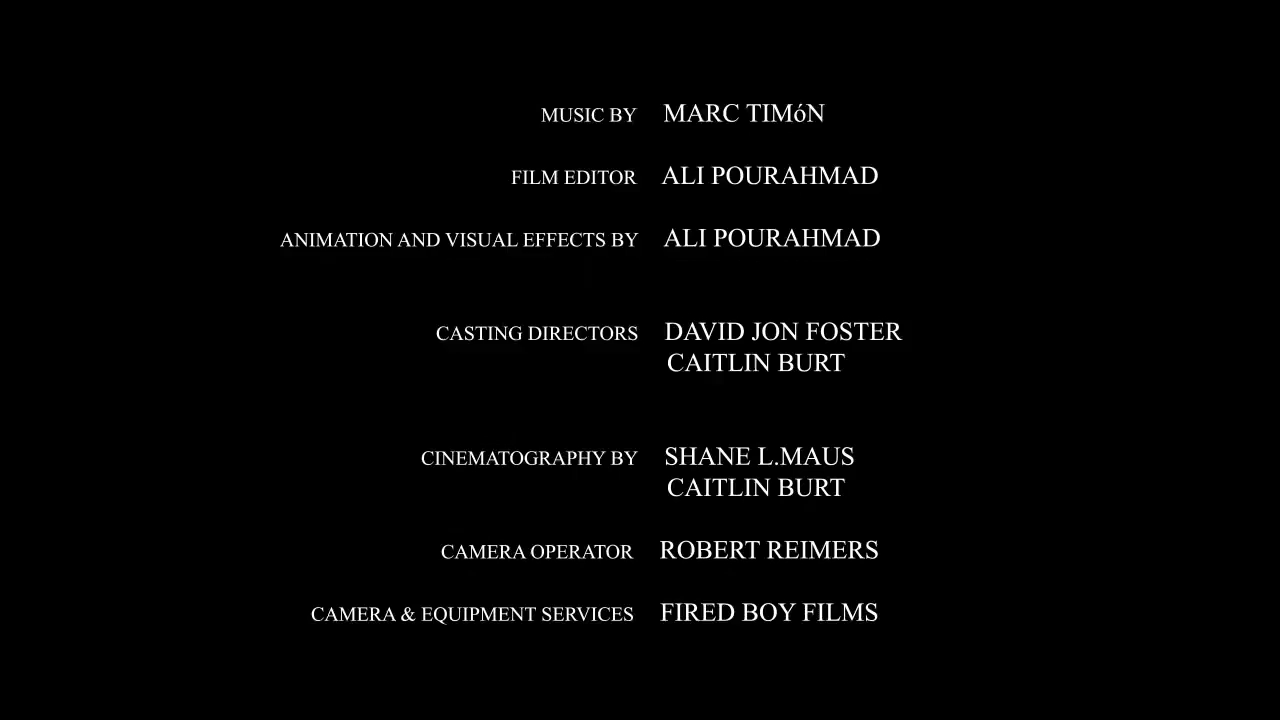 MUSIC BY MARC TIMóN
FILM EDITOR ALI POURAHMAD
ANIMATION AND VISUAL EFFECTS BY ALI POURAHMAD
CASTING DIRECTORS DAVID JON FOSTER
CAITLIN BURT
CINEMATOGRAPHY BY SHANE L.MAUS
CAITLIN BURT
CAMERA OPERATOR ROBERT REIMERS
CAMERA & EQUIPMENT SERVICES FIRED BOY FILMS